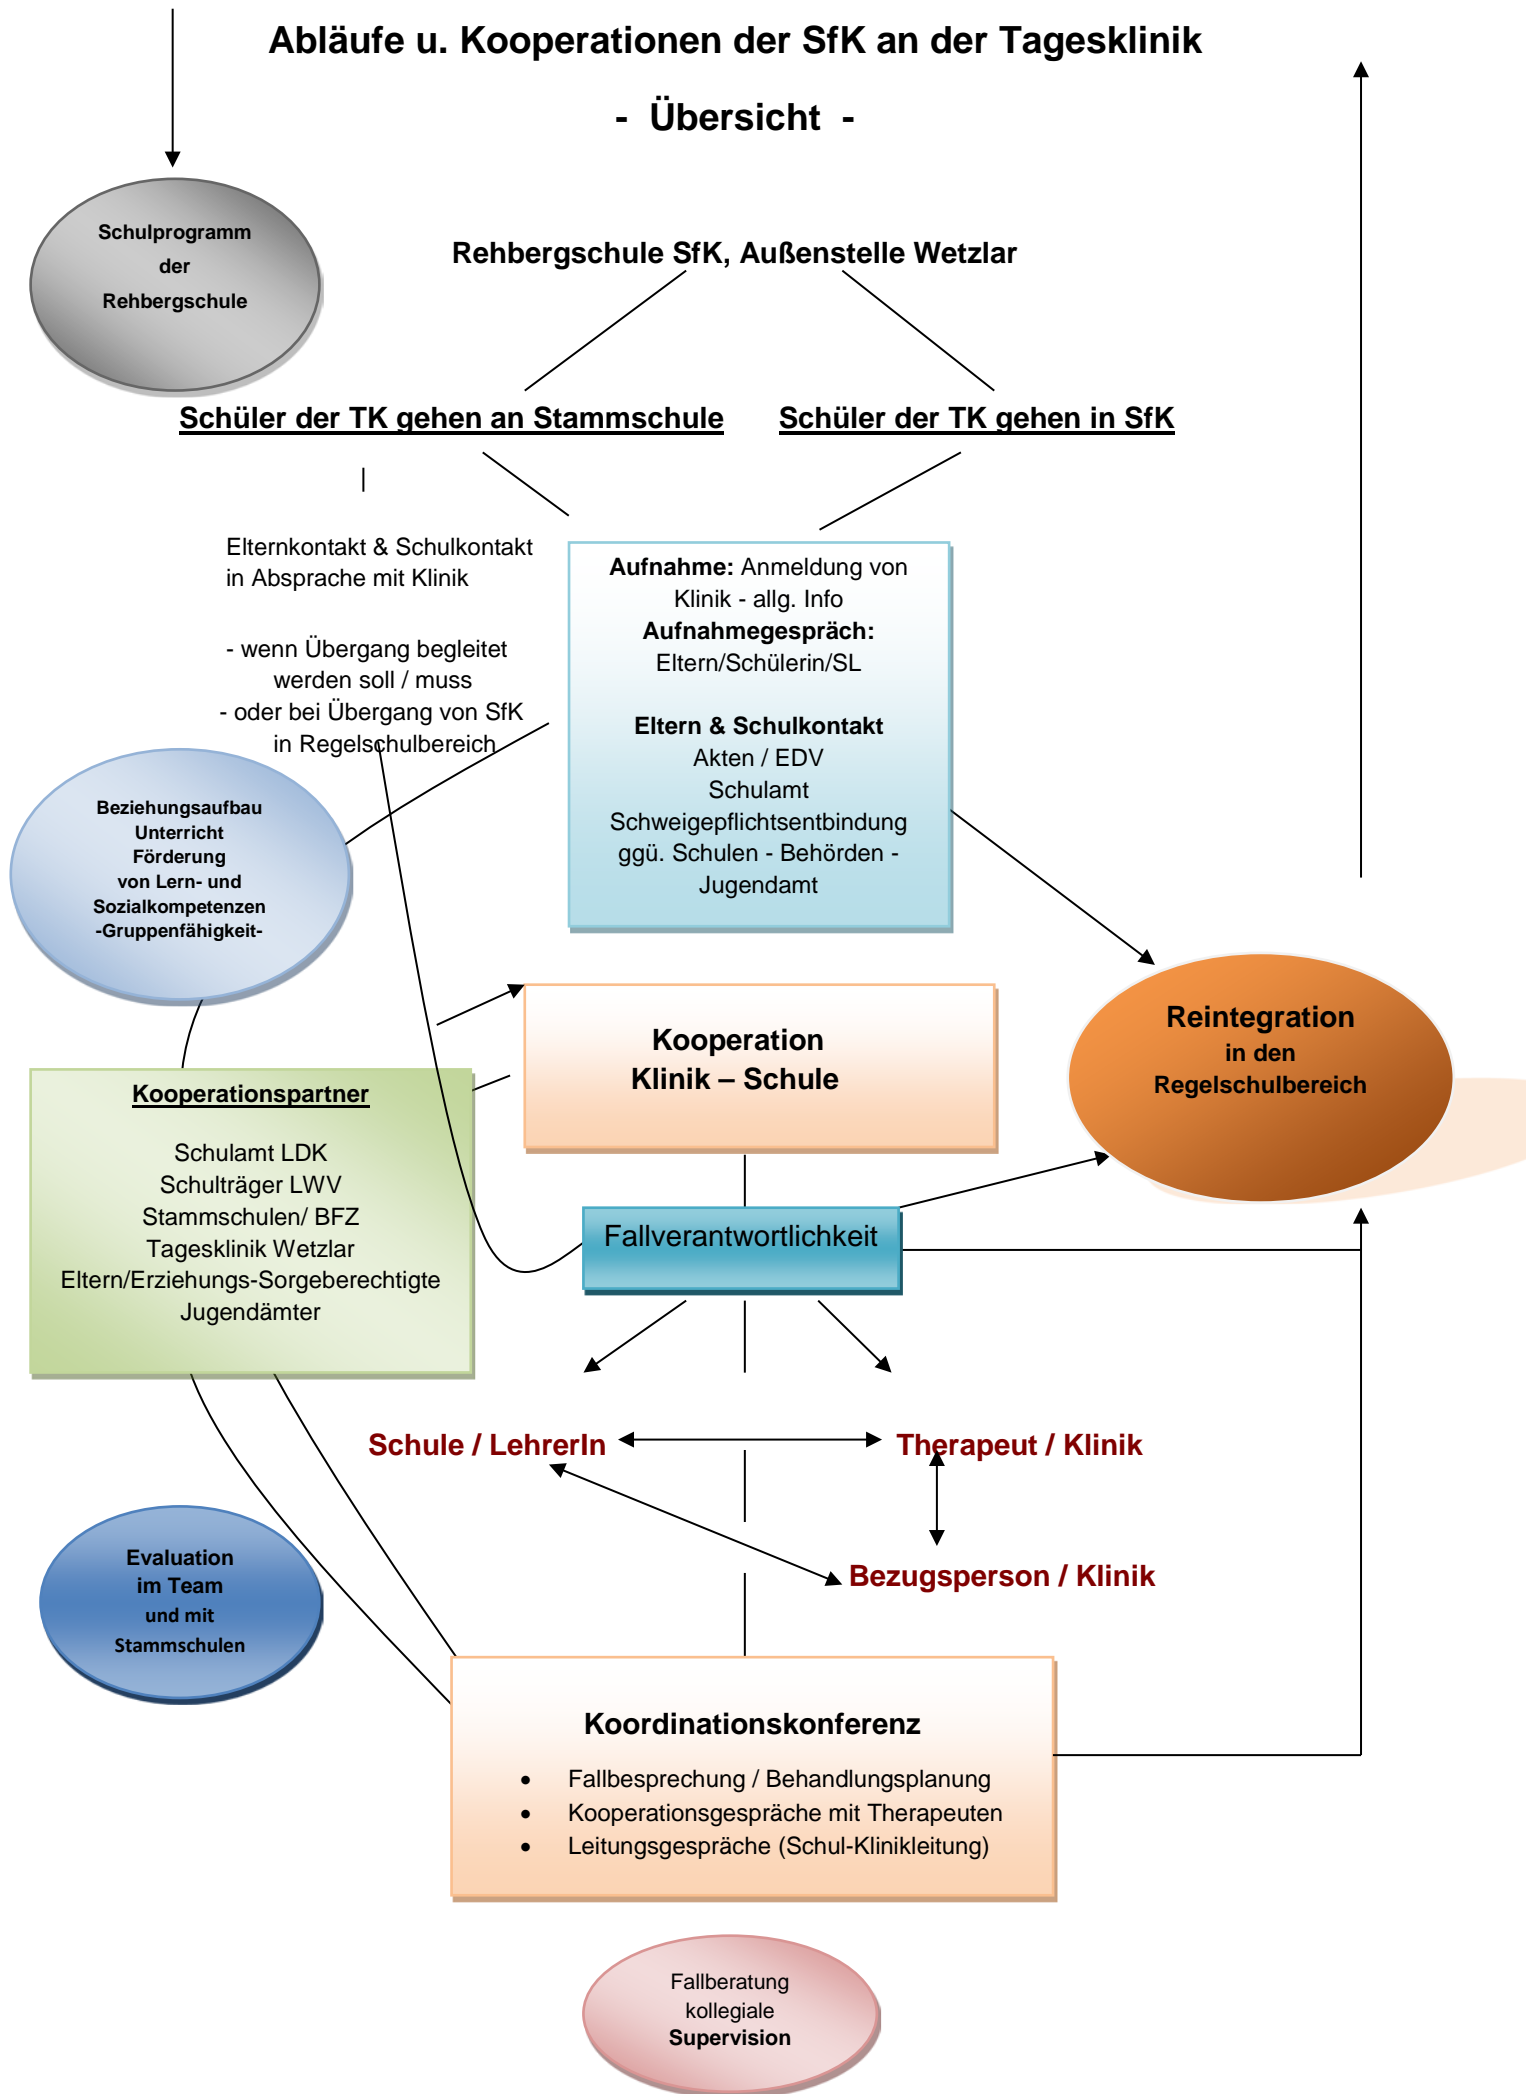 Abläufe u. Kooperationen der SfK an der Tagesklinik
- Übersicht -
Schulprogramm
der
Rehbergschule
Rehbergschule SfK, Außenstelle Wetzlar
Schüler der TK gehen an Stammschule
Schüler der TK gehen in SfK
Elternkontakt & Schulkontakt
in Absprache mit Klinik
- wenn Übergang begleitet
werden soll / muss
- oder bei Übergang von SfK
in Regelschulbereich
Aufnahme: Anmeldung von
Klinik - allg. Info
Aufnahmegespräch:
Eltern/Schülerin/SL
Eltern & Schulkontakt
Akten / EDV
Schulamt
Schweigepflichtsentbindung
ggü. Schulen - Behörden -
Jugendamt
Beziehungsaufbau
Unterricht
Förderung
von Lern- und
Sozialkompetenzen
-Gruppenfähigkeit-
Kooperation
Klinik – Schule
Reintegration
in den
Regelschulbereich
Kooperationspartner
Schulamt LDK
Schulträger LWV
Stammschulen/ BFZ
Tagesklinik Wetzlar
Eltern/Erziehungs-Sorgeberechtigte
Jugendämter
Fallverantwortlichkeit
Schule / LehrerIn
Therapeut / Klinik
Bezugsperson / Klinik
Evaluation
im Team
und mit
Stammschulen
Koordinationskonferenz
• Fallbesprechung / Behandlungsplanung
• Kooperationsgespräche mit Therapeuten
• Leitungsgespräche (Schul-Klinikleitung)
Fallberatung
kollegiale
Supervision